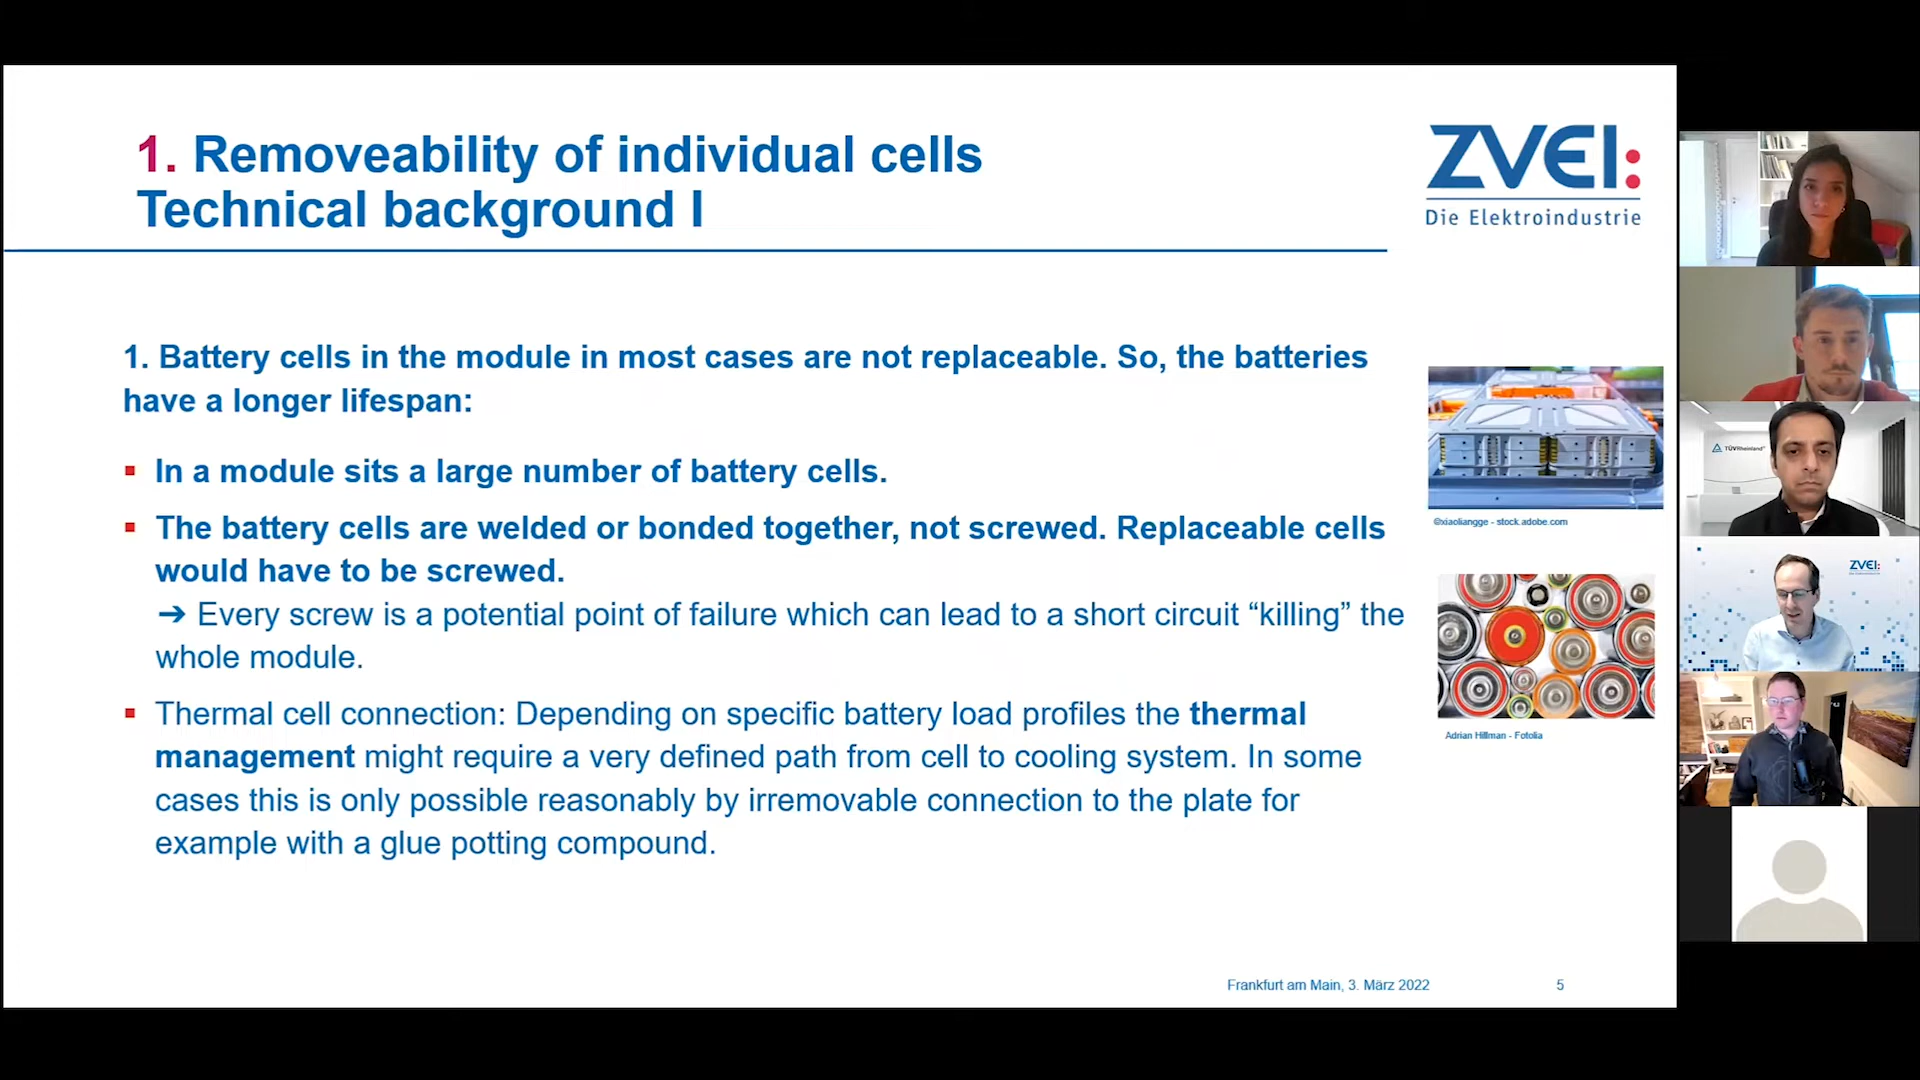 1. Removeability of individual cells
Technical background I
ZVEI:
Die Elektroindustrie
1. Battery cells in the module in most cases are not replaceable. So, the batteries
have a longer lifespan:
▪ In a module sits a large number of battery cells.
▪ The battery cells are welded or bonded together, not screwed. Replaceable cells
would have to be screwed.
➔ Every screw is a potential point of failure which can lead to a short circuit “killing” the
whole module.
▪ Thermal cell connection: Depending on specific battery load profiles the thermal
management might require a very defined path from cell to cooling system. In some
cases this is only possible reasonably by irremovable connection to the plate for
example with a glue potting compound.
©xiaoliangge - stock.adobe.com
Adrian Hillman - Fotolia
Frankfurt am Main, 3. März 2022
5
TÜVRheinland
ZVEI: